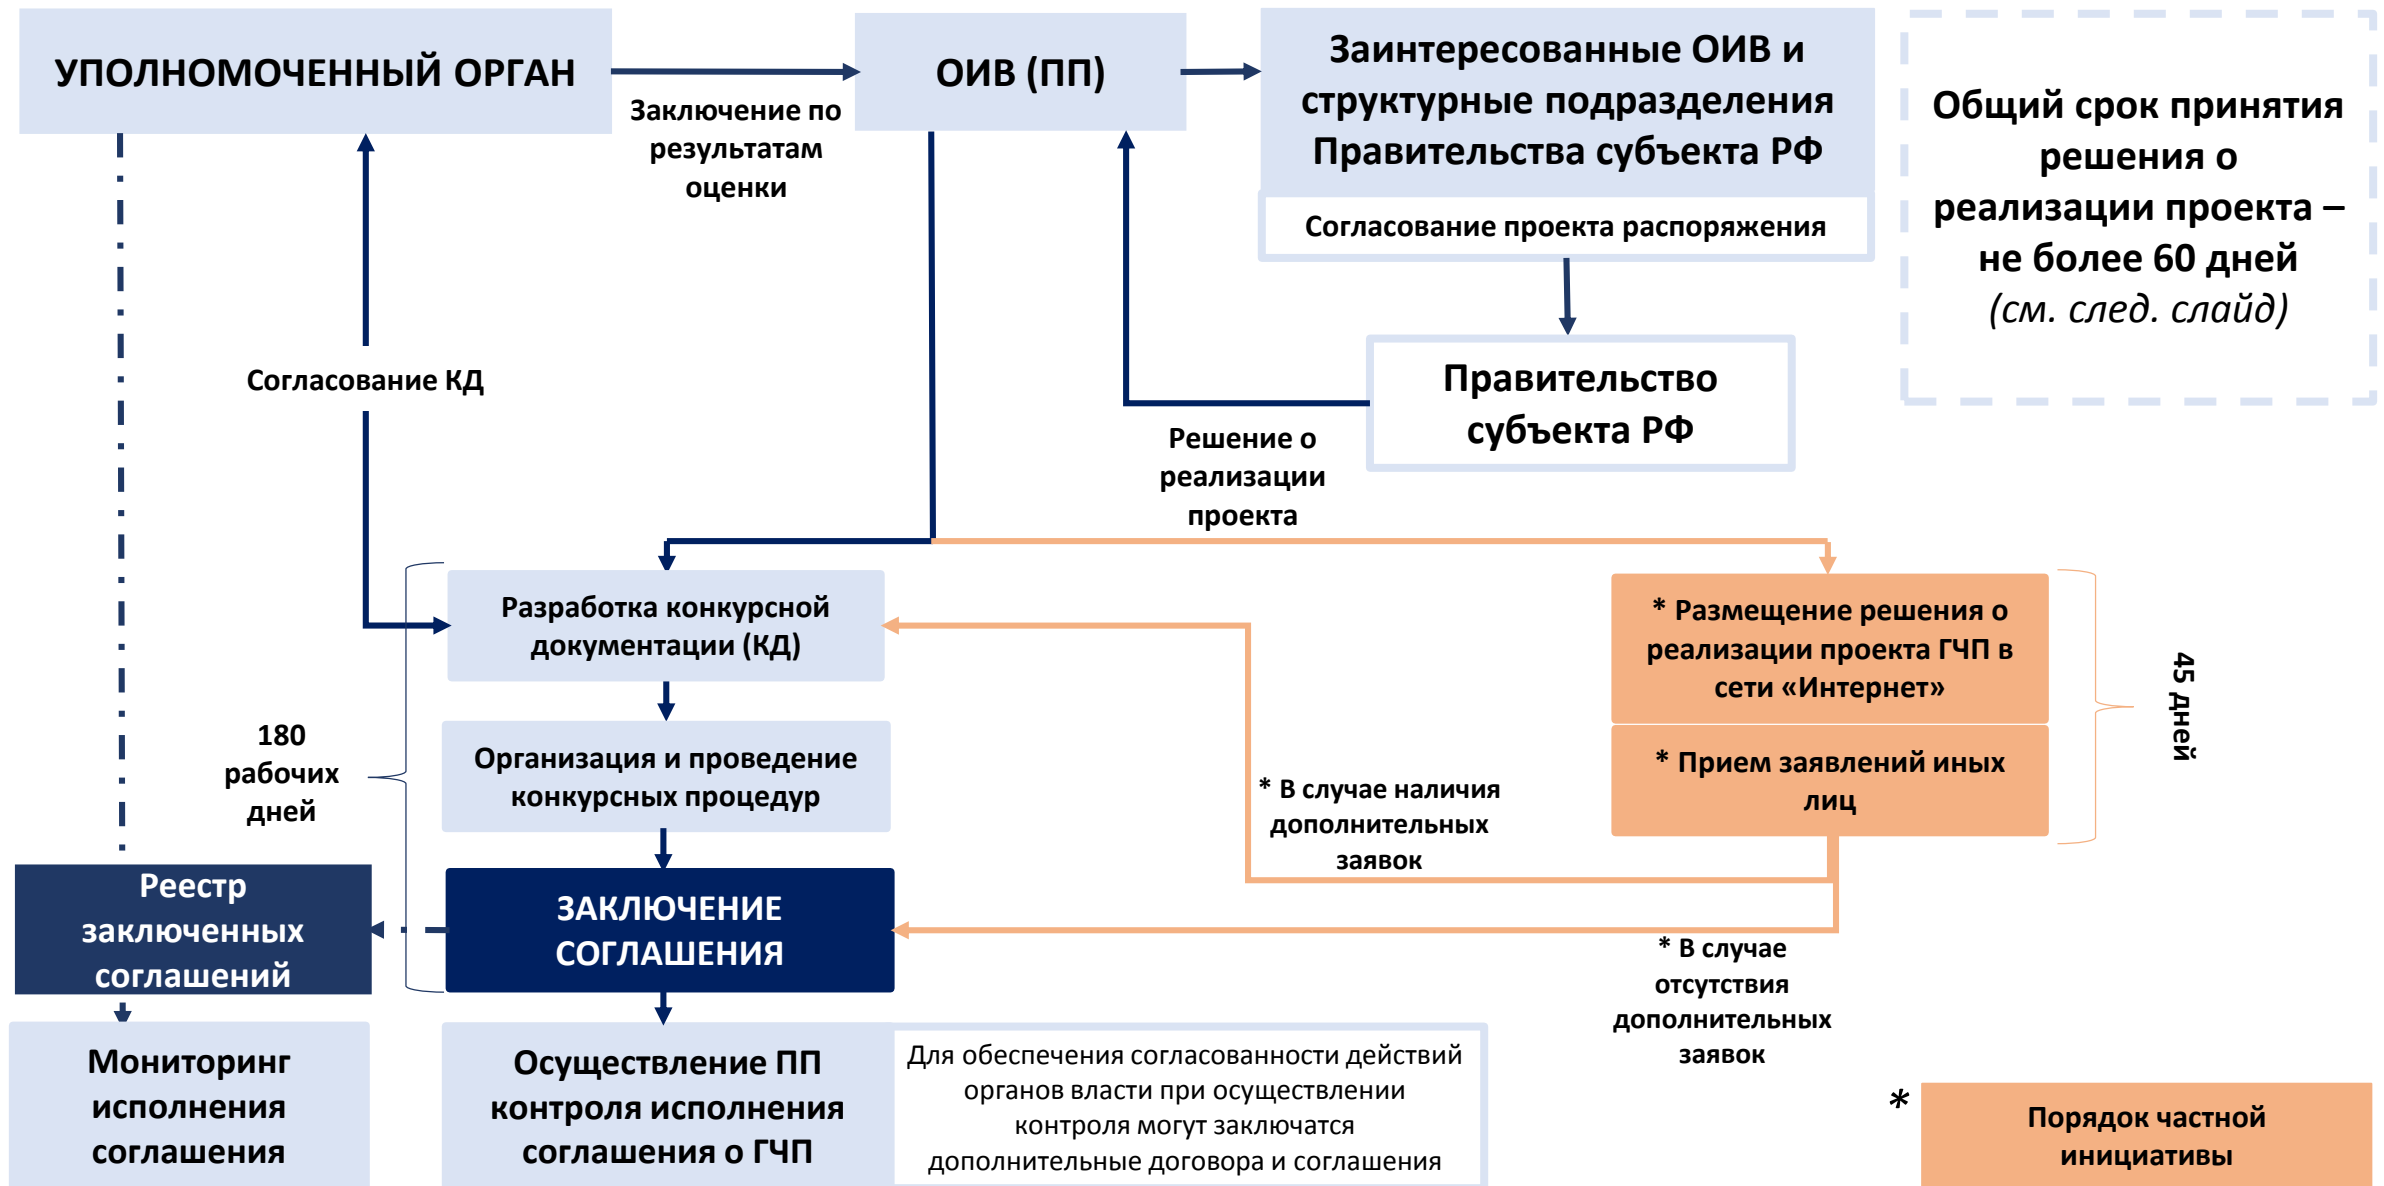 УПОЛНОМОЧЕННЫЙ ОРГАН
Заключение по
результатам
оценки
ОИВ (ПП)
Заинтересованные ОИВ и
структурные подразделения
Правительства субъекта РФ
Согласование проекта распоряжения
Общий срок принятия
решения о
реализации проекта –
не более 60 дней
(см. след. слайд)
Правительство
субъекта РФ
Решение о
реализации
проекта
Согласование КД
Разработка конкурсной
документации (КД)
* Размещение решения о
реализации проекта ГЧП в
сети «Интернет»
* Прием заявлений иных
лиц
45 дней
180
рабочих
дней
Организация и проведение
конкурсных процедур
* В случае наличия
дополнительных
заявок
Реестр
заключенных
соглашений
ЗАКЛЮЧЕНИЕ
СОГЛАШЕНИЯ
* В случае
отсутствия
дополнительных
заявок
Мониторинг
исполнения
соглашения
Осуществление ПП
контроля исполнения
соглашения о ГЧП
Для обеспечения согласованности действий
органов власти при осуществлении
контроля могут заключатся
дополнительные договора и соглашения
*
Порядок частной
инициативы